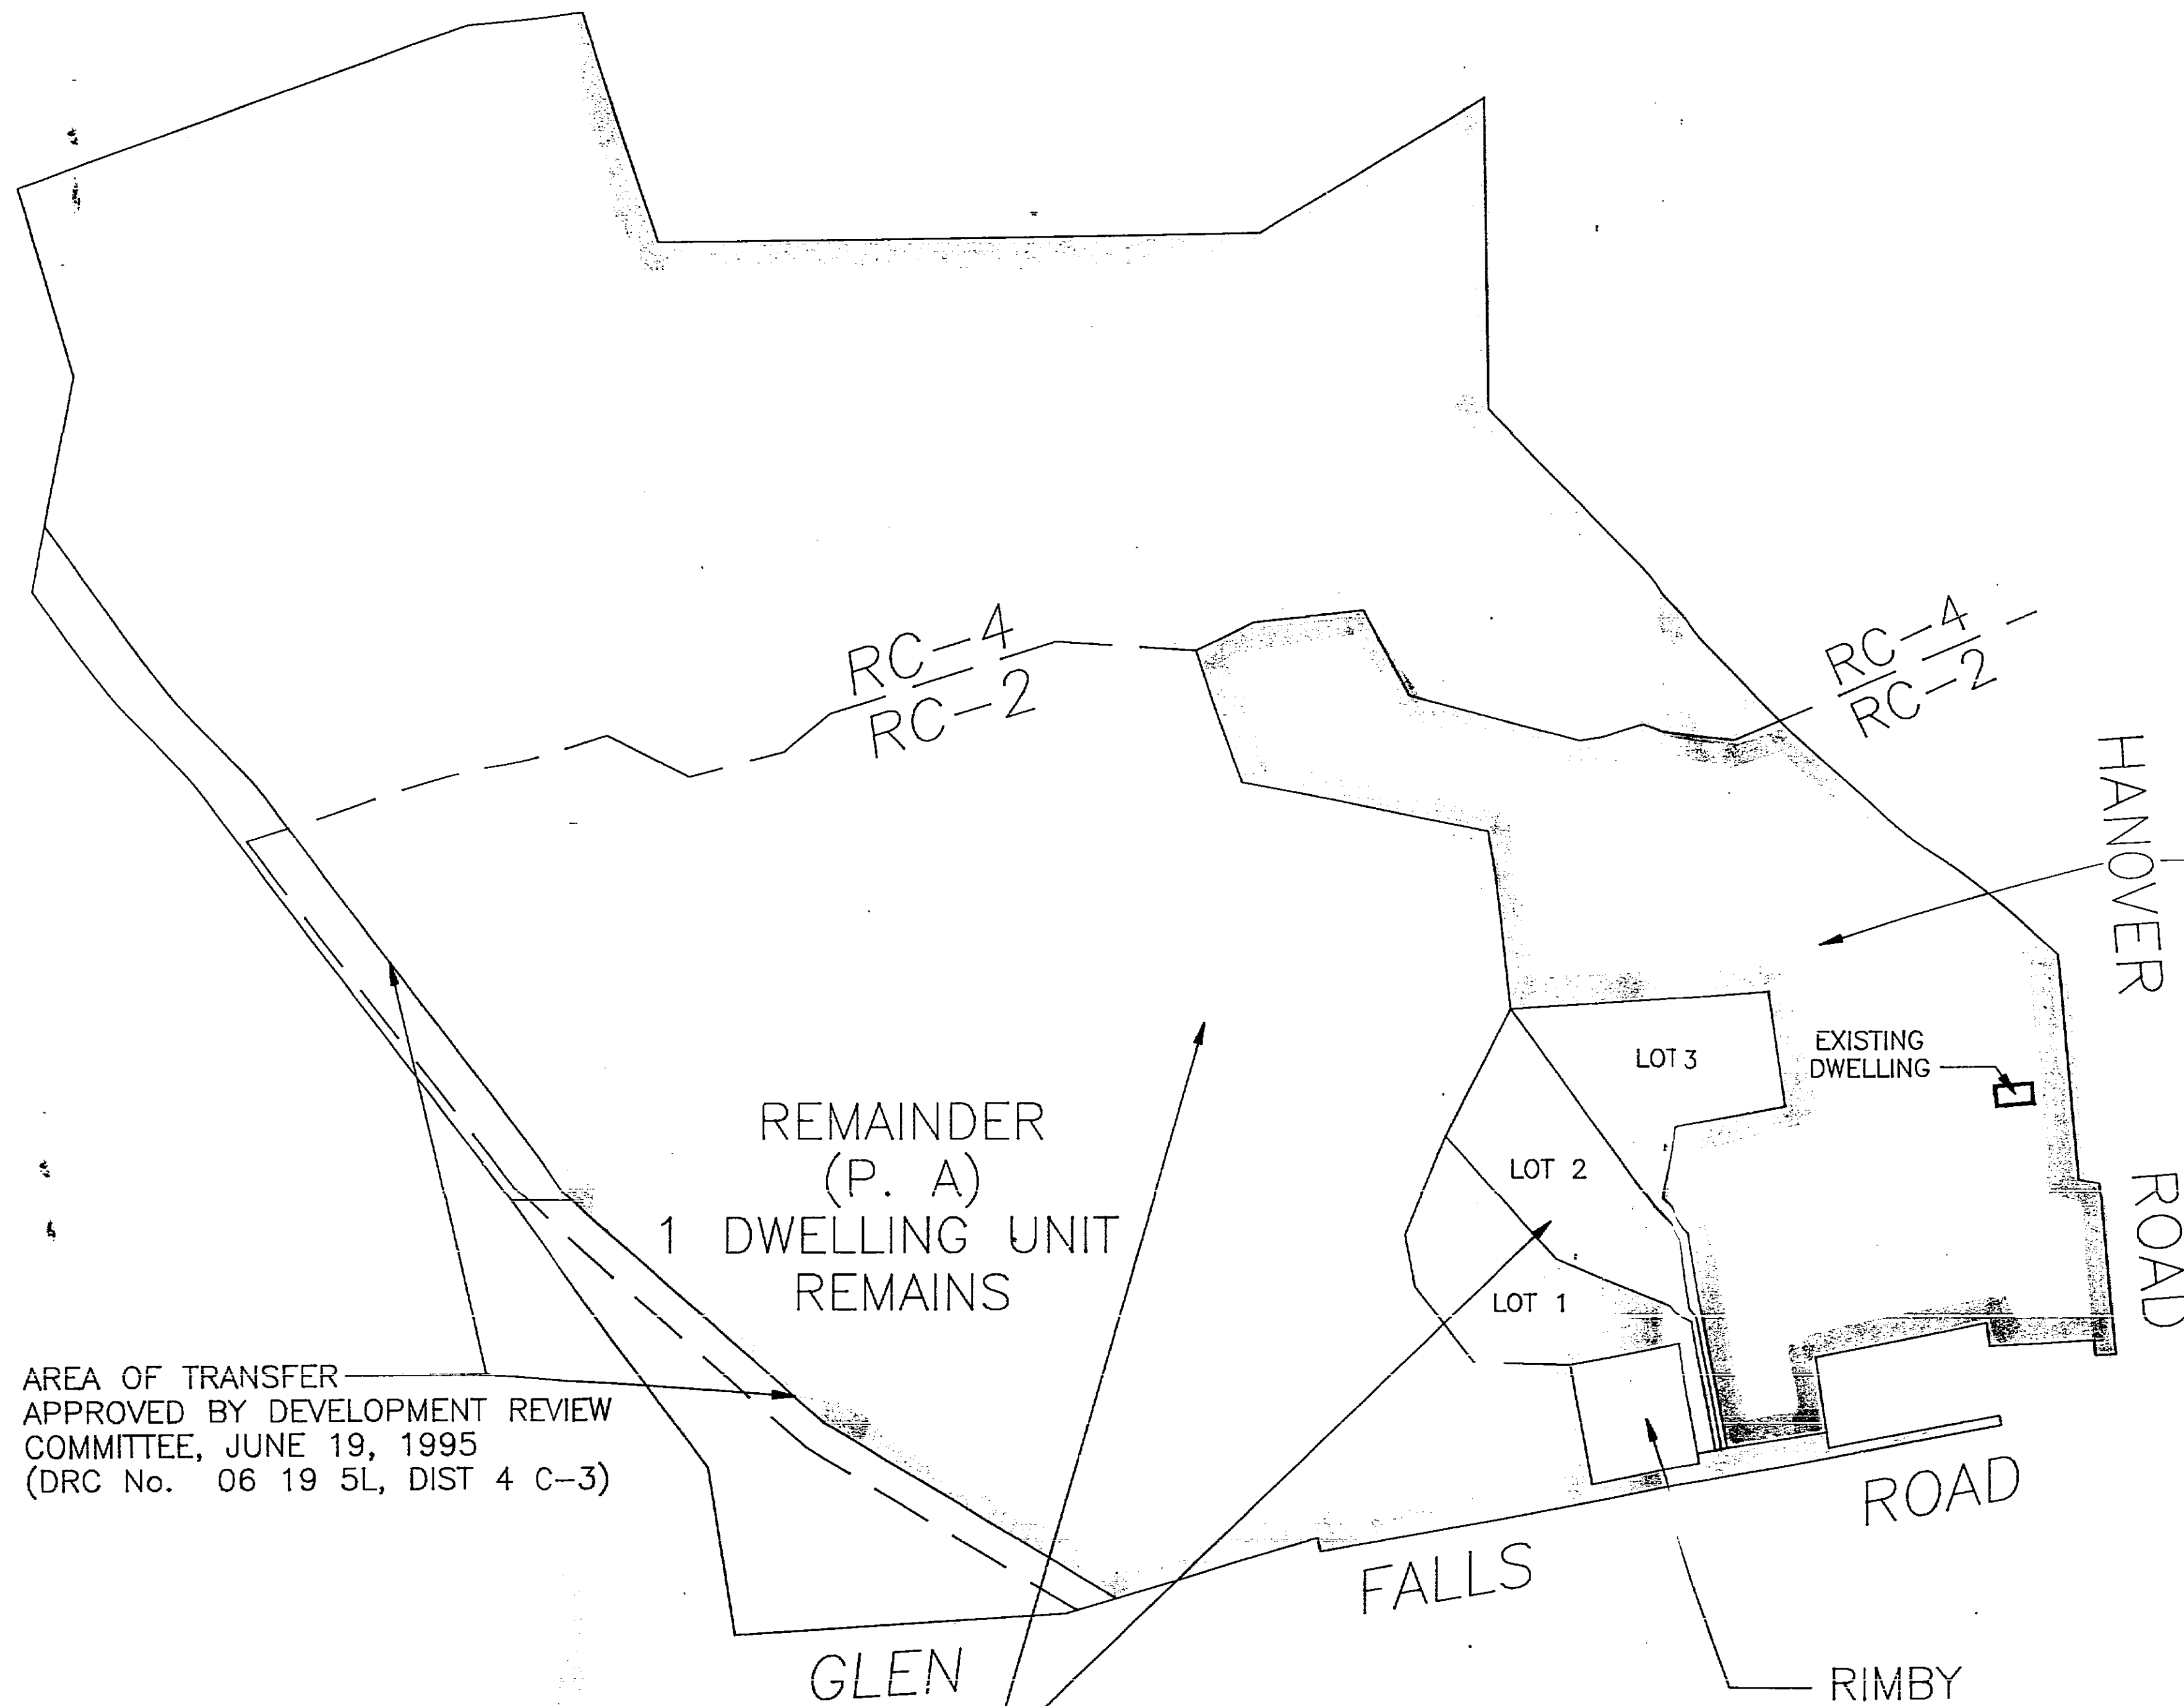 RC-4
RC-2
RC-4
RC-2
HANOVER
ROAD
LOT 3
EXISTING
DWELLING
REMAINDER
(P. A)
1 DWELLING UNIT
REMAINS
LOT 2
LOT 1
AREA OF TRANSFER
APPROVED BY DEVELOPMENT REVIEW
COMMITTEE, JUNE 19, 1995
(DRC No. 06 19 5L, DIST 4 C-3)
GLEN
FALLS
ROAD
RIMBY